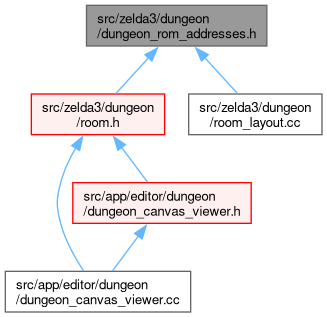 src/zelda3/dungeon
/dungeon_rom_addresses.h
src/zelda3/dungeon
/room.h
src/zelda3/dungeon
/room_layout.cc
src/app/editor/dungeon
/dungeon_canvas_viewer.h
src/app/editor/dungeon
/dungeon_canvas_viewer.cc